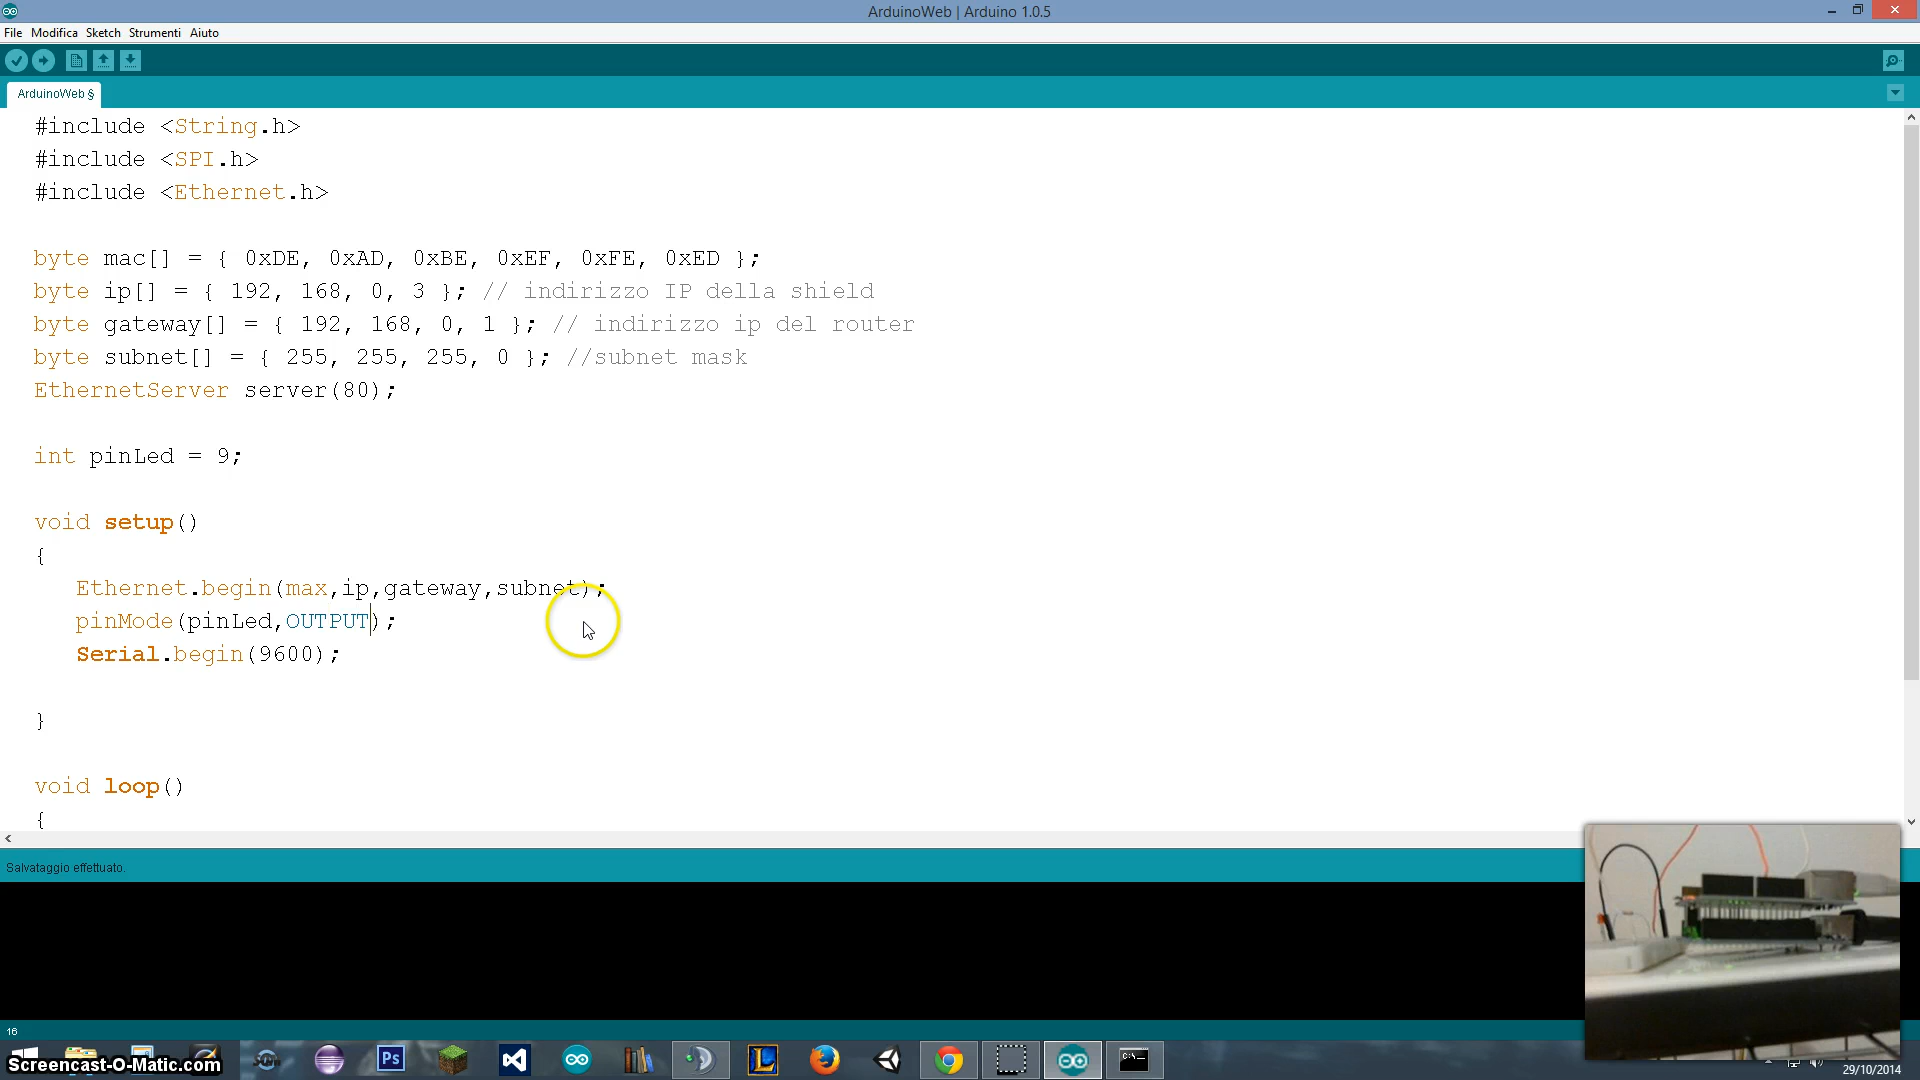 ArduinoWeb | Arduino 1.0.5
File Modifica Sketch Strumenti Aiuto
ArduinoWeb §
#include <String.h>
#include <SPI.h>
#include <Ethernet.h>
byte mac[] = { 0xDE, 0xAD, 0xBE, 0xEF, 0xFE, 0xED };
byte ip[] = { 192, 168, 0, 3 }; // indirizzo IP della shield
byte gateway[] = { 192, 168, 0, 1 }; // indirizzo ip del router
byte subnet[] = { 255, 255, 255, 0 }; //subnet mask
EthernetServer server(80);
int pinLed = 9;
void setup()
{
Ethernet.begin(max,ip,gateway,subnet);
pinMode(pinLed,OUTPUT);
Serial.begin(9600);
}
void loop()
{
Salvataggio effettuato.
16
Screencast-O-Matic.com
Ps
L
C:\
29/10/2014